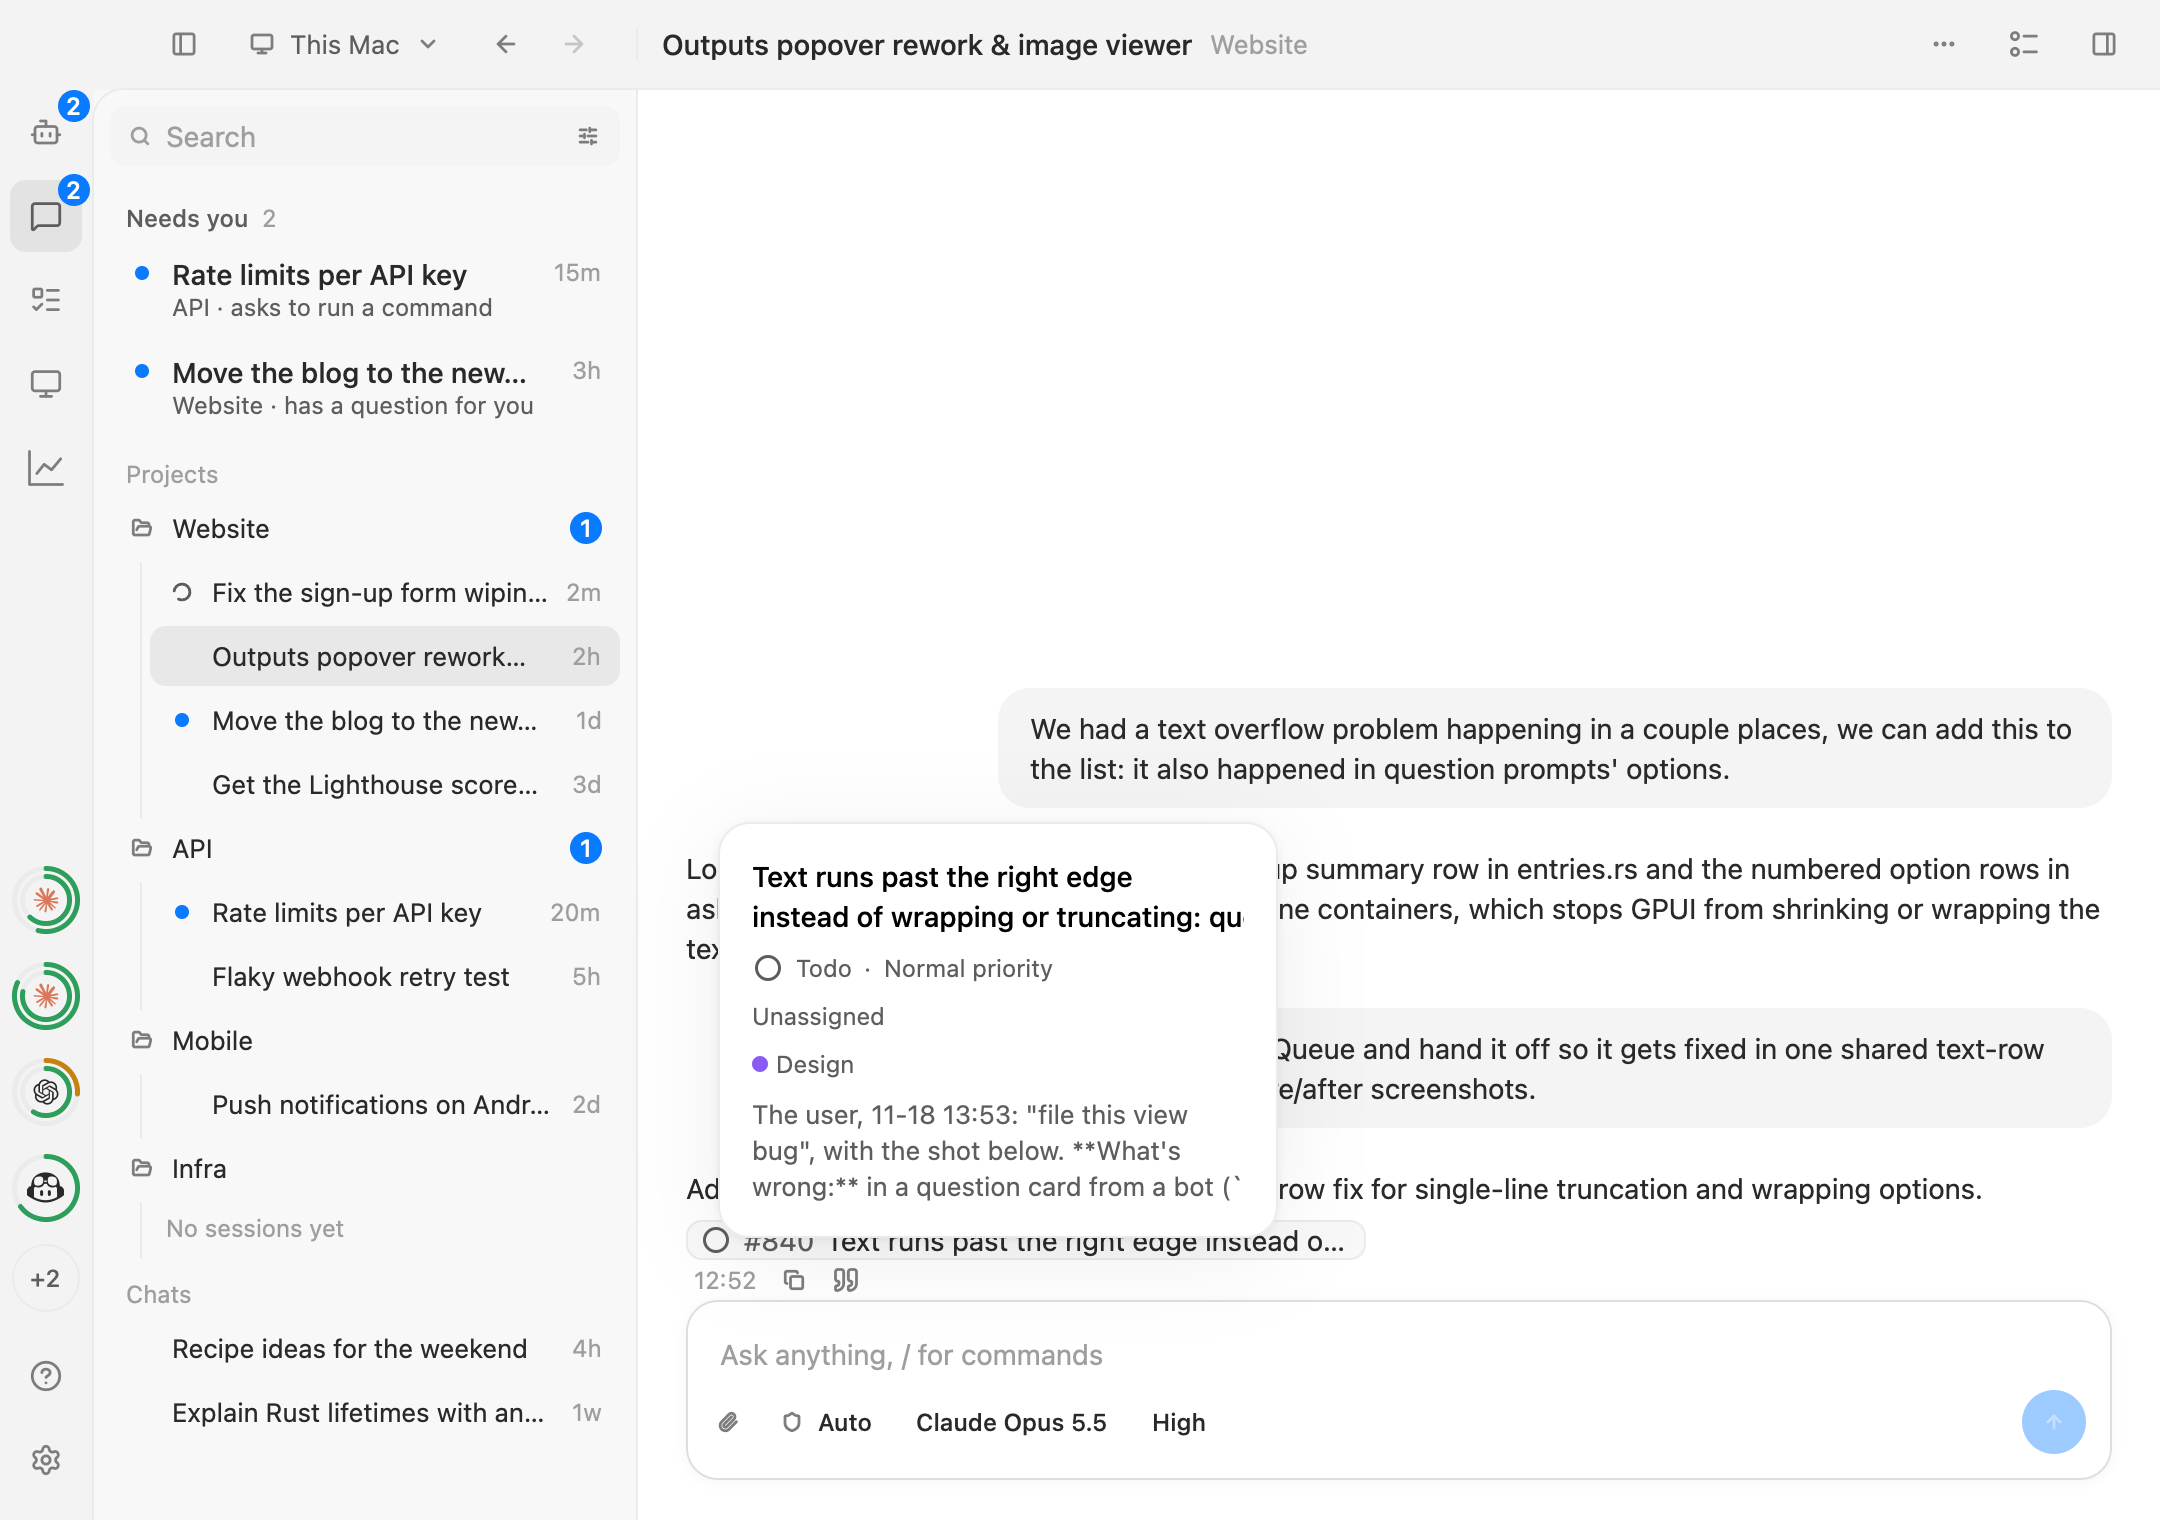 This Mac
Outputs popover rework & image viewer Website
2
2
Search
Needs you 2
Rate limits per API key 15m
API · asks to run a command
Move the blog to the new... 3h
Website · has a question for you
Projects
Website 1
Fix the sign-up form wipin... 2m
Outputs popover rework... 2h
Move the blog to the new... 1d
Get the Lighthouse score... 3d
API 1
Rate limits per API key 20m
Flaky webhook retry test 5h
Mobile
Push notifications on Andr... 2d
Infra
No sessions yet
Chats
Recipe ideas for the weekend 4h
Explain Rust lifetimes with an... 1w
+2
We had a text overflow problem happening in a couple places, we can add this to
the list: it also happened in question prompts' options.
summary row in entries.rs and the numbered option rows in
containers, which stops GPUI from shrinking or wrapping the
Queue and hand it off so it gets fixed in one shared text-row
/after screenshots.
row fix for single-line truncation and wrapping options.
Text runs past the right edge
instead of wrapping or truncating:
Todo · Normal priority
Unassigned
Design
The user, 11-18 13:53: "file this view
bug", with the shot below. **What's
wrong:** in a question card from a bot (`
#840 Text runs past the right edge instead o...
12:52
Ask anything, / for commands
Auto Claude Opus 5.5 High